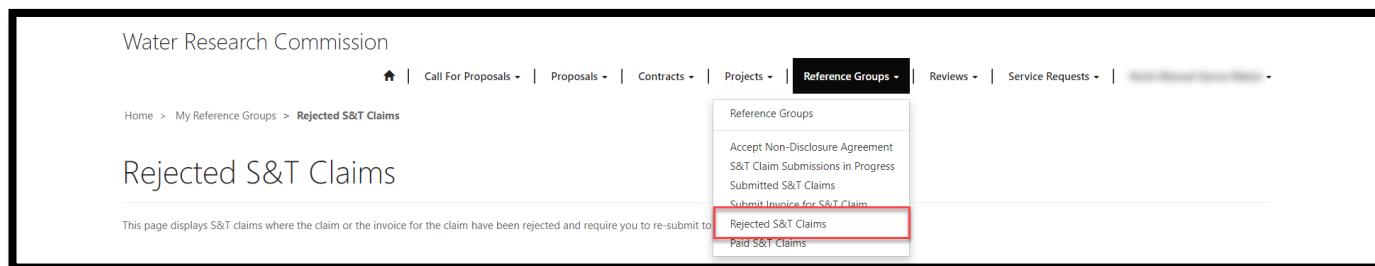 Water Research Commission
Call For Proposals | Proposals | Contracts | Projects | Reference Groups | Reviews | Service Requests |
Home > My Reference Groups > Rejected S&T Claims
Reference Groups
Accept Non-Disclosure Agreement
S&T Claim Submissions in Progress
Submitted S&T Claims
Submit Invoice for S&T Claim
Rejected S&T Claims
Paid S&T Claims
Rejected S&T Claims
This page displays S&T claims where the claim or the invoice for the claim have been rejected and require you to re-submit to